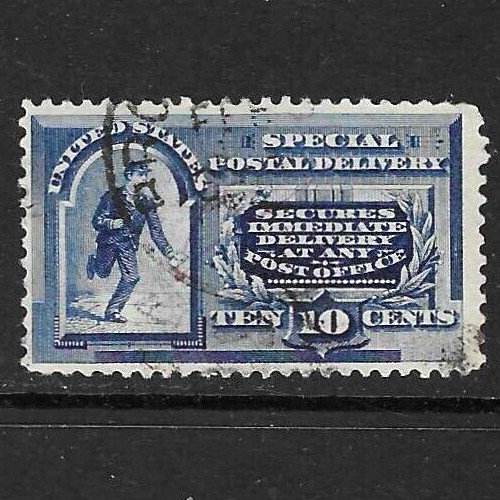 UNITED STATES
SPECIAL
POSTAL DELIVERY
SECURES
IMMEDIATE
DELIVERY
AT ANY
POST OFFICE
TEN 10 CENTS